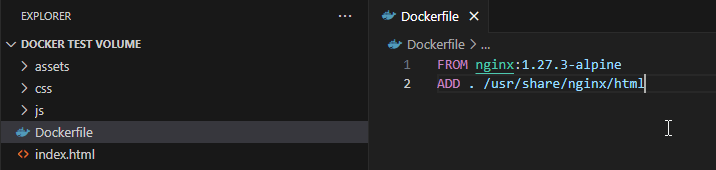 EXPLORER
...
DOCKER TEST VOLUME
assets
css
js
Dockerfile
index.html
Dockerfile
Dockerfile > ...
1 FROM nginx:1.27.3-alpine
2 ADD . /usr/share/nginx/html